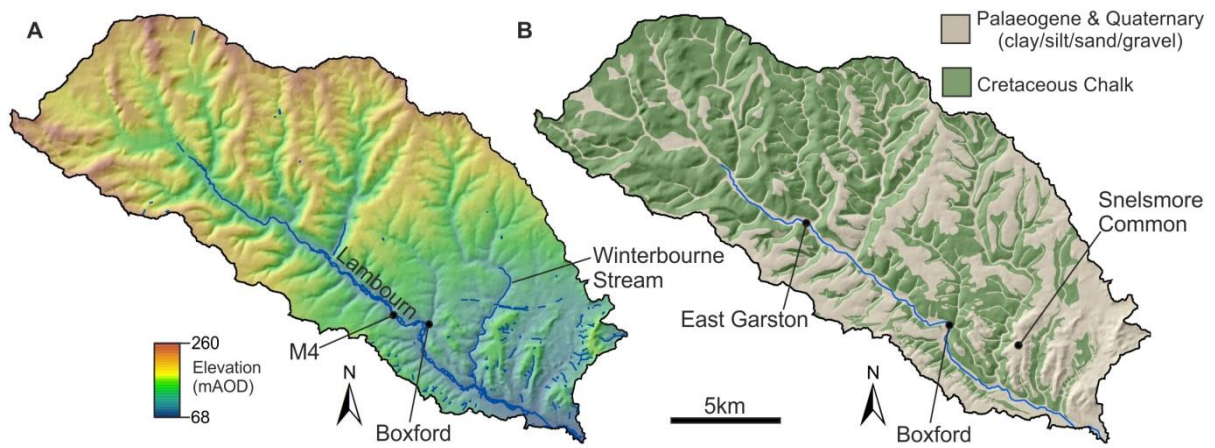 A
Lambourn
Winterbourne
Stream
M4
Boxford
260
Elevation
(mAOD)
68
N
B
Palaeogene & Quaternary
(clay/silt/sand/gravel)
Cretaceous Chalk
Snelsmore
Common
East Garston
N
5km
Boxford